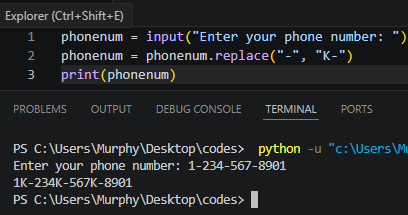 Explorer (Ctrl+Shift+E)
1 phonenum = input("Enter your phone number: ")
2 phonenum = phonenum.replace("-", "K-")
3 print(phonenum)
PROBLEMS OUTPUT DEBUG CONSOLE TERMINAL PORTS
PS C:\Users\Murphy\Desktop\codes> python -u "c:\Users\Mu
Enter your phone number: 1-234-567-8901
1K-234K-567K-8901
PS C:\Users\Murphy\Desktop\codes>